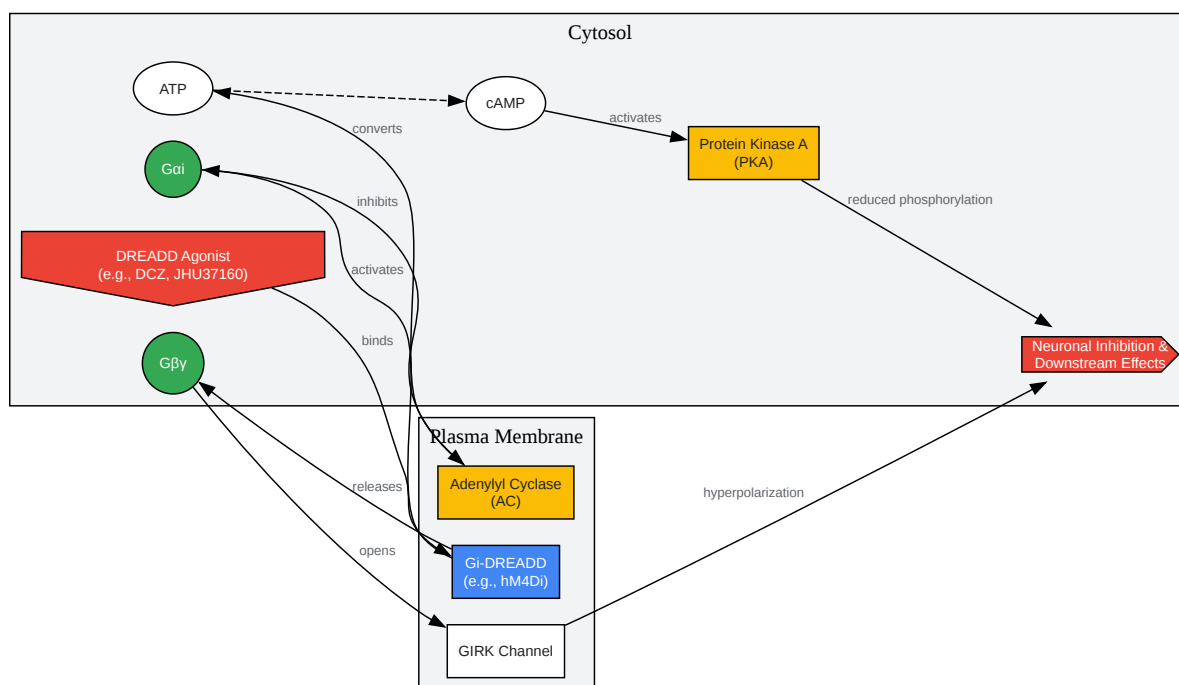 Cytosol
ATP
cAMP
activates
converts
Protein Kinase A
(PKA)
Gαi
inhibits
reduced phosphorylation
DREADD Agonist
(e.g., DCZ, JHU37160)
activates
binds
Gβγ
Neuronal Inhibition &
Downstream Effects
Plasma Membrane
Adenylyl Cyclase
(AC)
releases
hyperpolarization
opens
Gi-DREADD
(e.g., hM4Di)
GIRK Channel